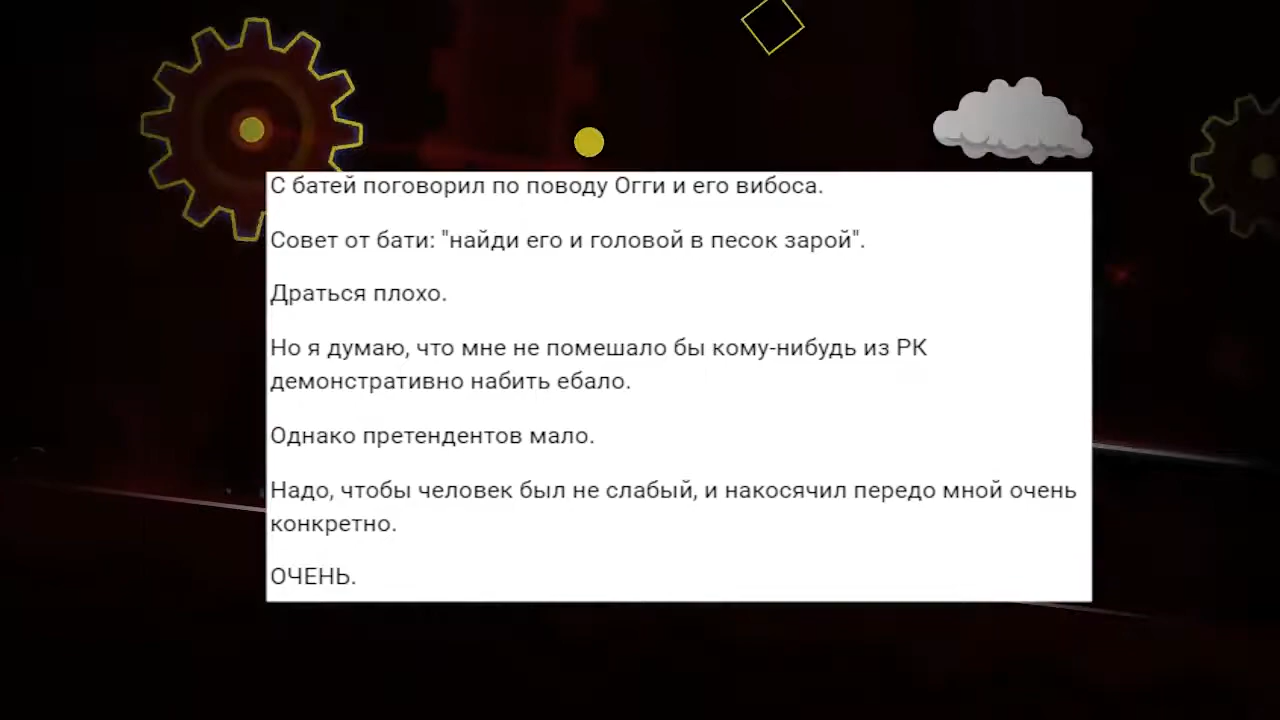 С батей поговорил по поводу Огги и его вибоса.
Совет от бати: "найди его и головой в песок зарой".
Драться плохо.
Но я думаю, что мне не помешало бы кому-нибудь из РК
демонстративно набить ебало.
Однако претендентов мало.
Надо, чтобы человек был не слабый, и накосячил передо мной очень
конкретно.
ОЧЕНЬ.